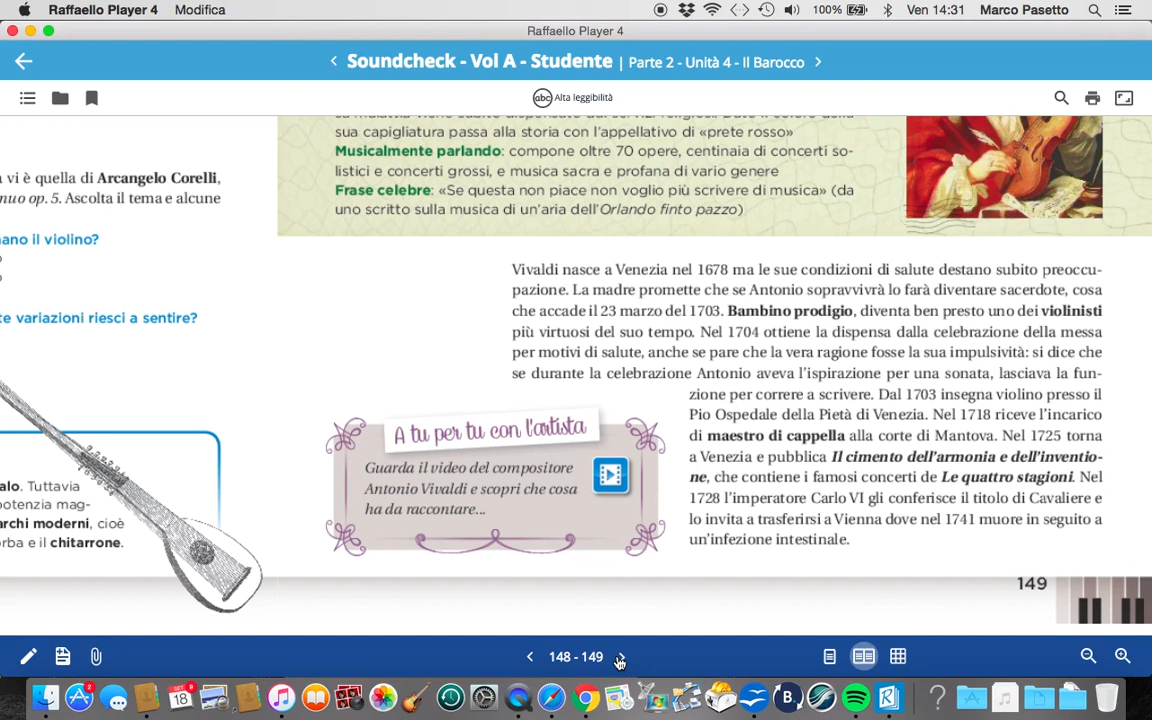 Raffaello Player 4 Modifica 100% Ven 14:31 Marco Pasetto
Raffaello Player 4
Soundcheck - Vol A - Studente | Parte 2 - Unità 4 - Il Barocco
abc Alta leggibilità
sua capigliatura passa alla storia con l'appellativo di «prete rosso»
Musicalmente parlando: compone oltre 70 opere, centinaia di concerti so-
listici e concerti grossi, e musica sacra e profana di vario genere
Frase celebre: «Se questa non piace non voglio più scrivere di musica» (da
uno scritto sulla musica di un'aria dell'Orlando finto pazzo)
vi è quella di Arcangelo Corelli,
nuo op. 5. Ascolta il tema e alcune
ano il violino?
te variazioni riesci a sentire?
Vivaldi nasce a Venezia nel 1678 ma le sue condizioni di salute destano subito preoccu-
pazione. La madre promette che se Antonio sopravvivrà lo farà diventare sacerdote, cosa
che accade il 23 marzo del 1703. Bambino prodigio, diventa ben presto uno dei violinisti
più virtuosi del suo tempo. Nel 1704 ottiene la dispensa dalla celebrazione della messa
per motivi di salute, anche se pare che la vera ragione fosse la sua impulsività: si dice che
se durante la celebrazione Antonio aveva l'ispirazione per una sonata, lasciava la fun-
zione per correre a scrivere. Dal 1703 insegna violino presso il
Pio Ospedale della Pietà di Venezia. Nel 1718 riceve l'incarico
di maestro di cappella alla corte di Mantova. Nel 1725 torna
a Venezia e pubblica Il cimento dell'armonia e dell'inventio-
ne, che contiene i famosi concerti de Le quattro stagioni. Nel
1728 l'imperatore Carlo VI gli conferisce il titolo di Cavaliere e
lo invita a trasferirsi a Vienna dove nel 1741 muore in seguito a
un'infezione intestinale.
A tu per tu con l'artista
Guarda il video del compositore
Antonio Vivaldi e scopri che cosa
ha da raccontare...
alo. Tuttavia
potenzia mag-
archi moderni, cioè
orba e il chitarrone.
149
148 - 149